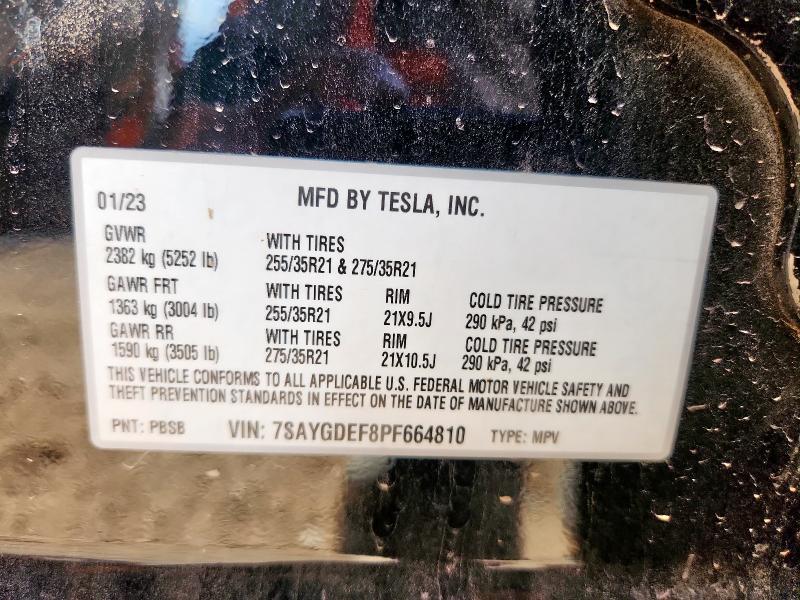 01/23 MFD BY TESLA, INC.
GVWR WITH TIRES
2382 kg (5252 lb) 255/35R21 & 275/35R21
GAWR FRT WITH TIRES RIM COLD TIRE PRESSURE
1363 kg (3004 lb) 255/35R21 21X9.5J 290 kPa, 42 psi
GAWR RR WITH TIRES RIM COLD TIRE PRESSURE
1590 kg (3505 lb) 275/35R21 21X10.5J 290 kPa, 42 psi
THIS VEHICLE CONFORMS TO ALL APPLICABLE U.S. FEDERAL MOTOR VEHICLE SAFETY AND
THEFT PREVENTION STANDARDS IN EFFECT ON THE DATE OF MANUFACTURE SHOWN ABOVE.
PNT: PBSB VIN: 7SAYGDEF8PF664810 TYPE: MPV